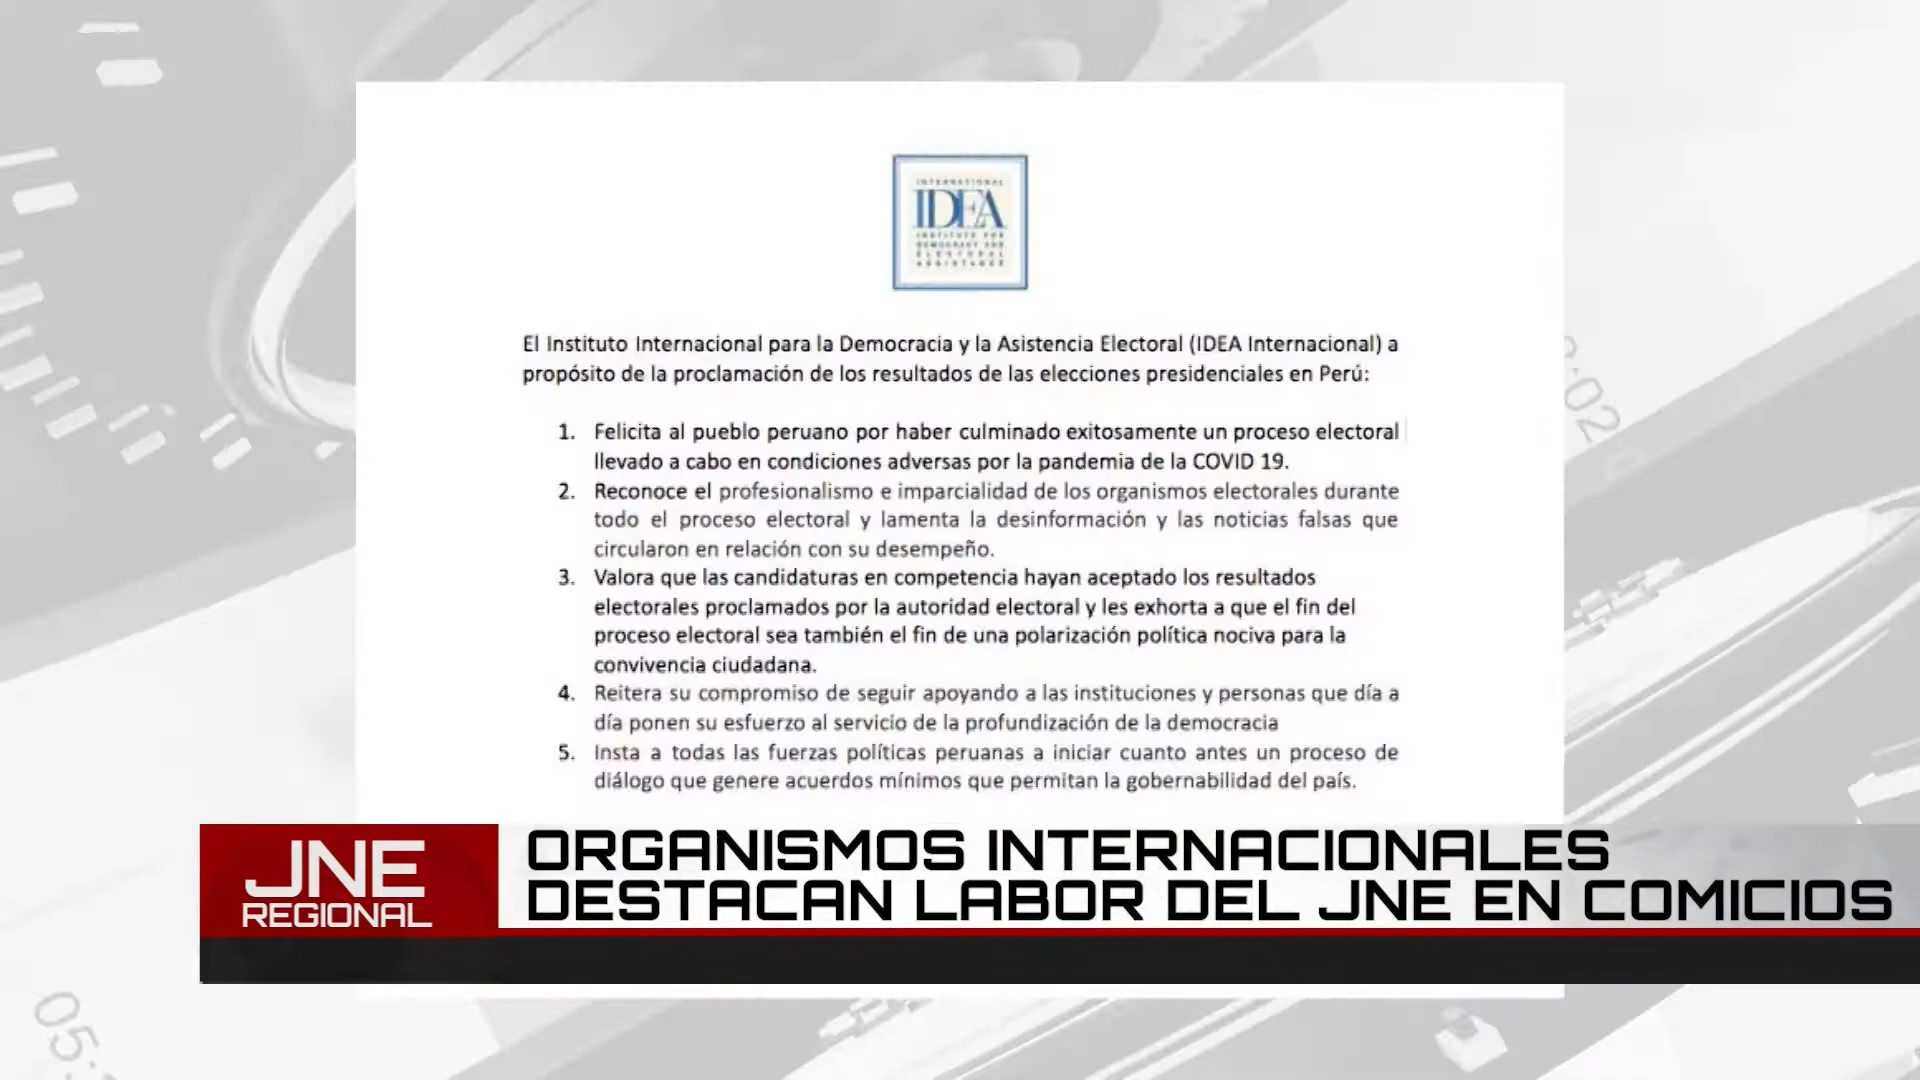 INTERNATIONAL
IDEA
INSTITUTE FOR
DEMOCRACY AND
ELECTORAL
ASSISTANCE
El Instituto Internacional para la Democracia y la Asistencia Electoral (IDEA Internacional) a
propósito de la proclamación de los resultados de las elecciones presidenciales en Perú:
1. Felicita al pueblo peruano por haber culminado exitosamente un proceso electoral
llevado a cabo en condiciones adversas por la pandemia de la COVID 19.
2. Reconoce el profesionalismo e imparcialidad de los organismos electorales durante
todo el proceso electoral y lamenta la desinformación y las noticias falsas que
circularon en relación con su desempeño.
3. Valora que las candidaturas en competencia hayan aceptado los resultados
electorales proclamados por la autoridad electoral y les exhorta a que el fin del
proceso electoral sea también el fin de una polarización política nociva para la
convivencia ciudadana.
4. Reitera su compromiso de seguir apoyando a las instituciones y personas que día a
día ponen su esfuerzo al servicio de la profundización de la democracia
5. Insta a todas las fuerzas políticas peruanas a iniciar cuanto antes un proceso de
diálogo que genere acuerdos mínimos que permitan la gobernabilidad del país.
JNE
REGIONAL
ORGANISMOS INTERNACIONALES
DESTACAN LABOR DEL JNE EN COMICIOS